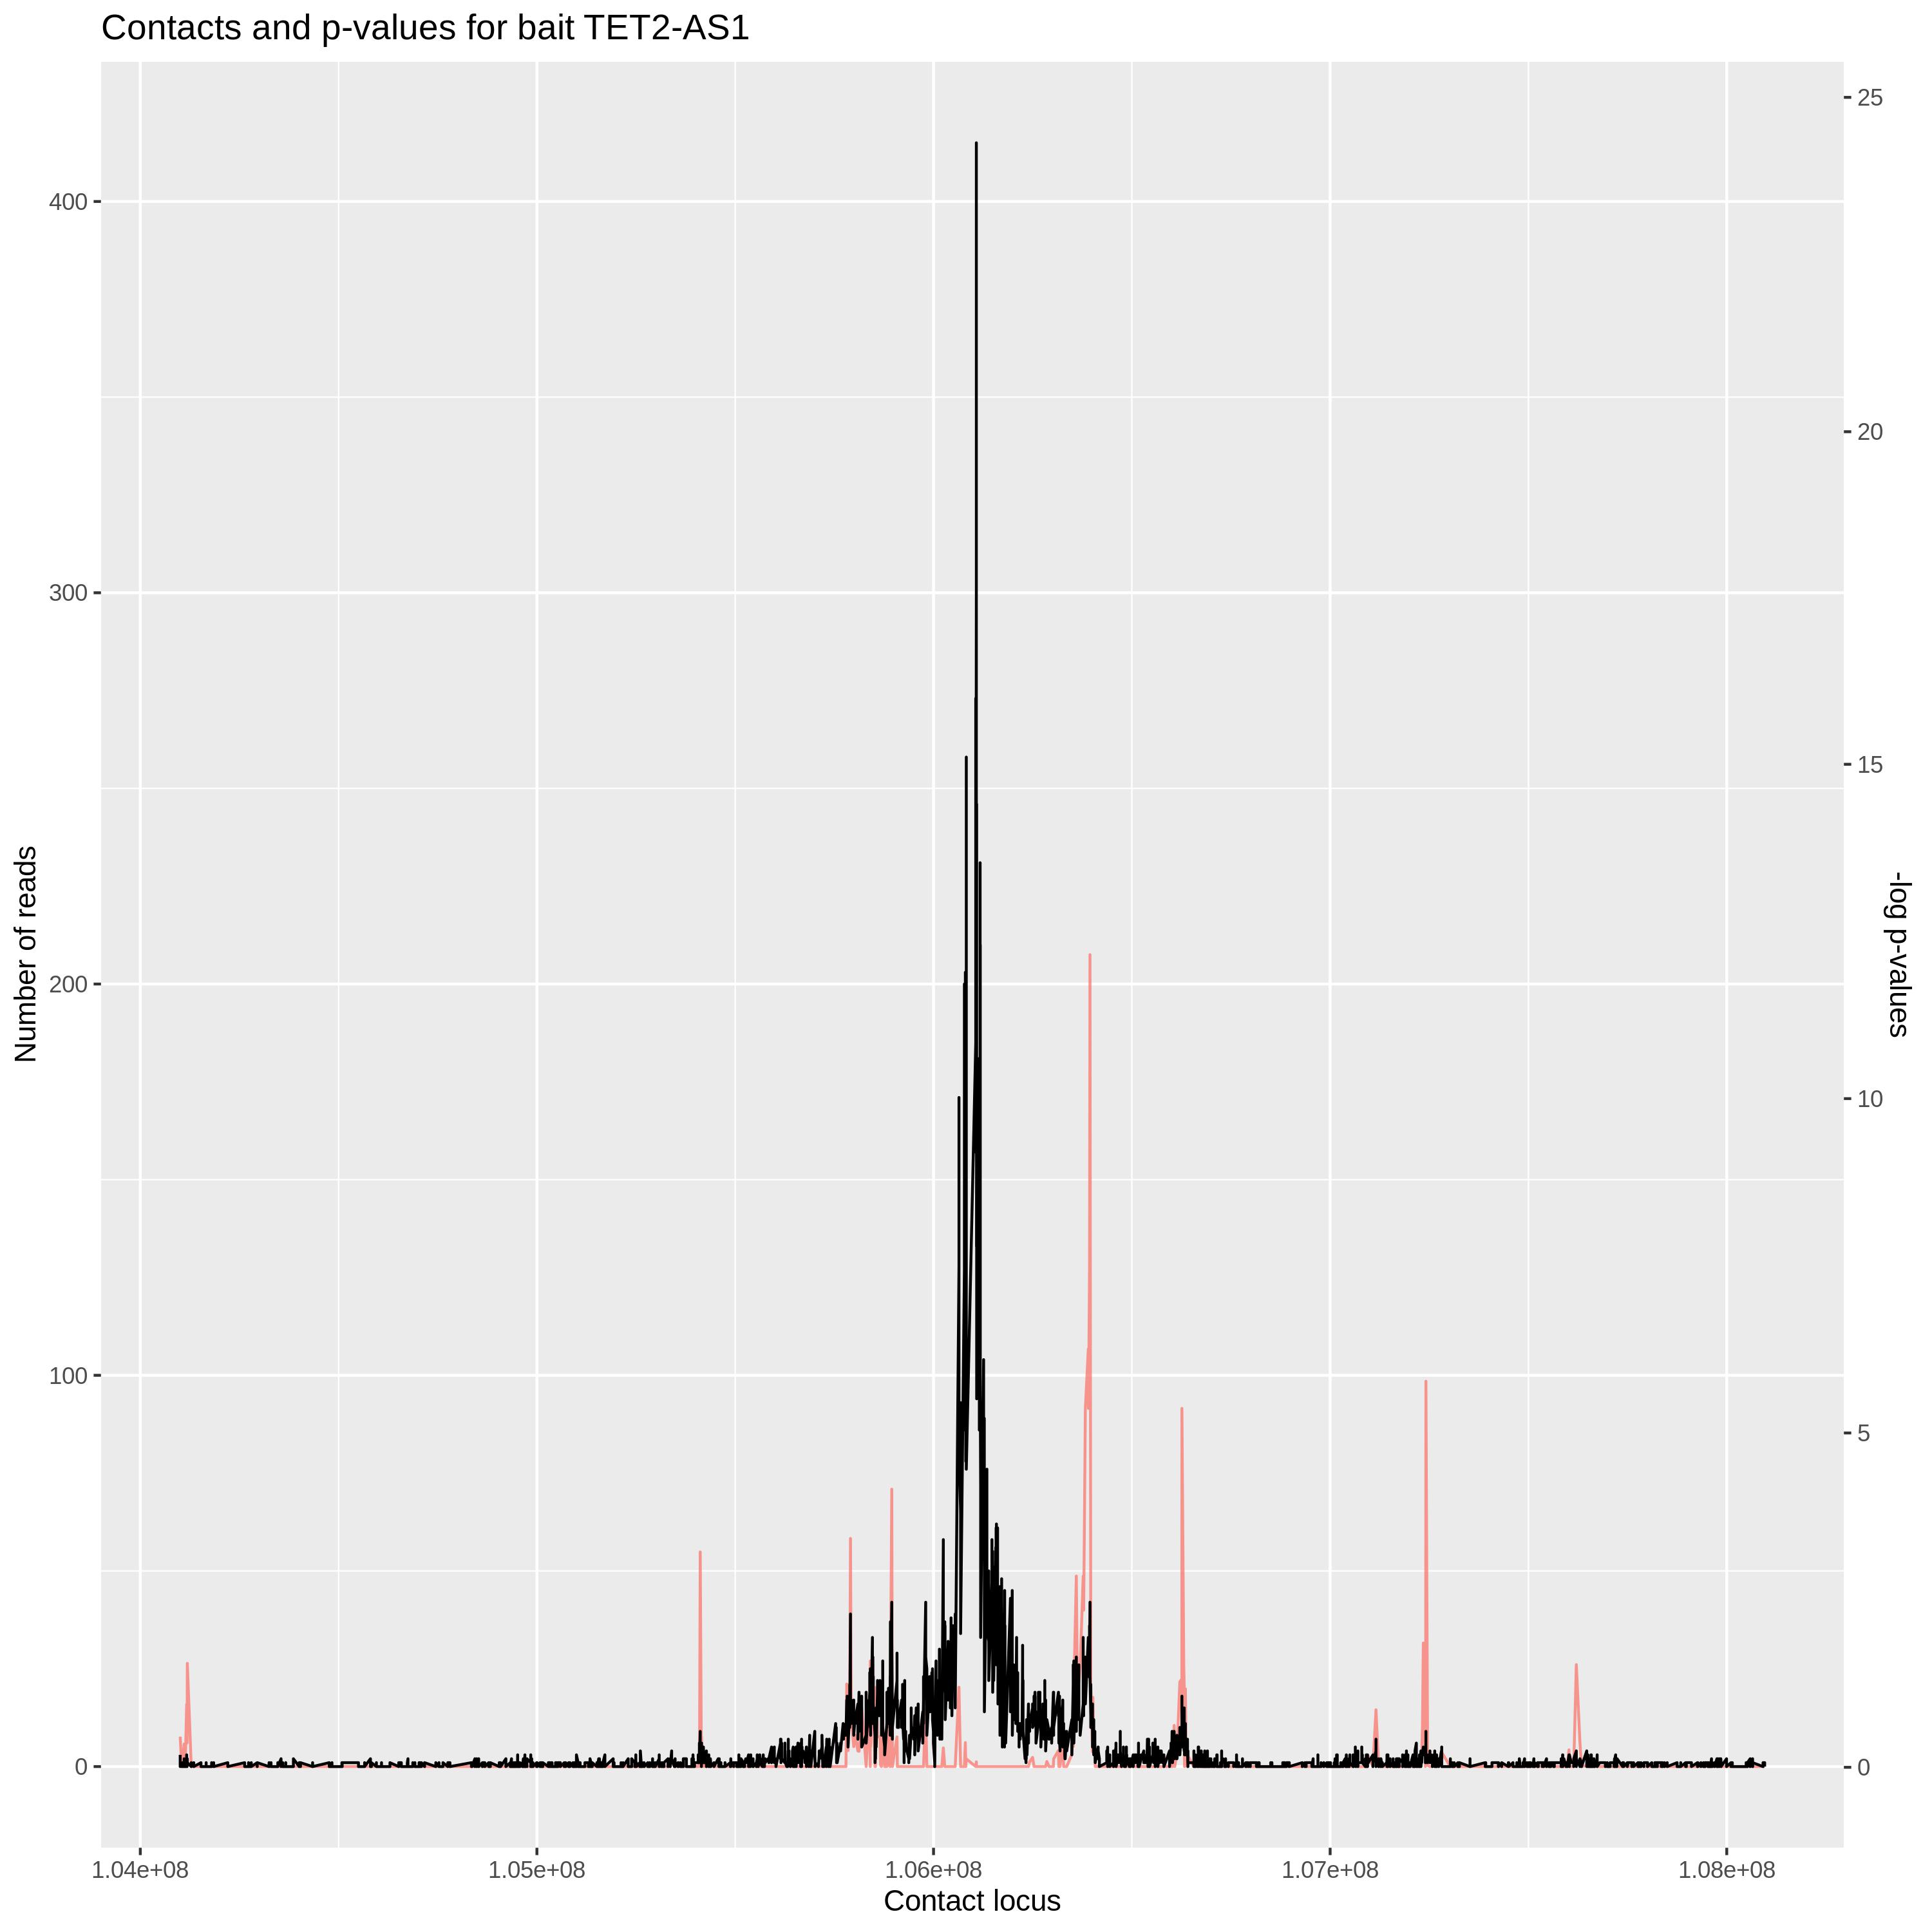 Contacts and p-values for bait TET2-AS1
400
300
200
100
0
Number of reads
25
20
15
10
5
0
-log p-values
1.04e+08
1.05e+08
1.06e+08
1.07e+08
1.08e+08
Contact locus